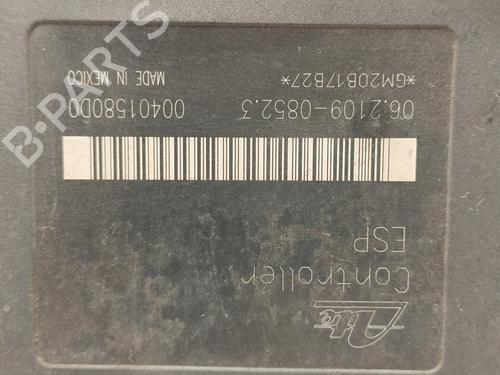 Ate
Controller
ESP
06.2109-0852.3 00401580D0
*GM20B17B27* MADE IN MEXICO
B-PARTS